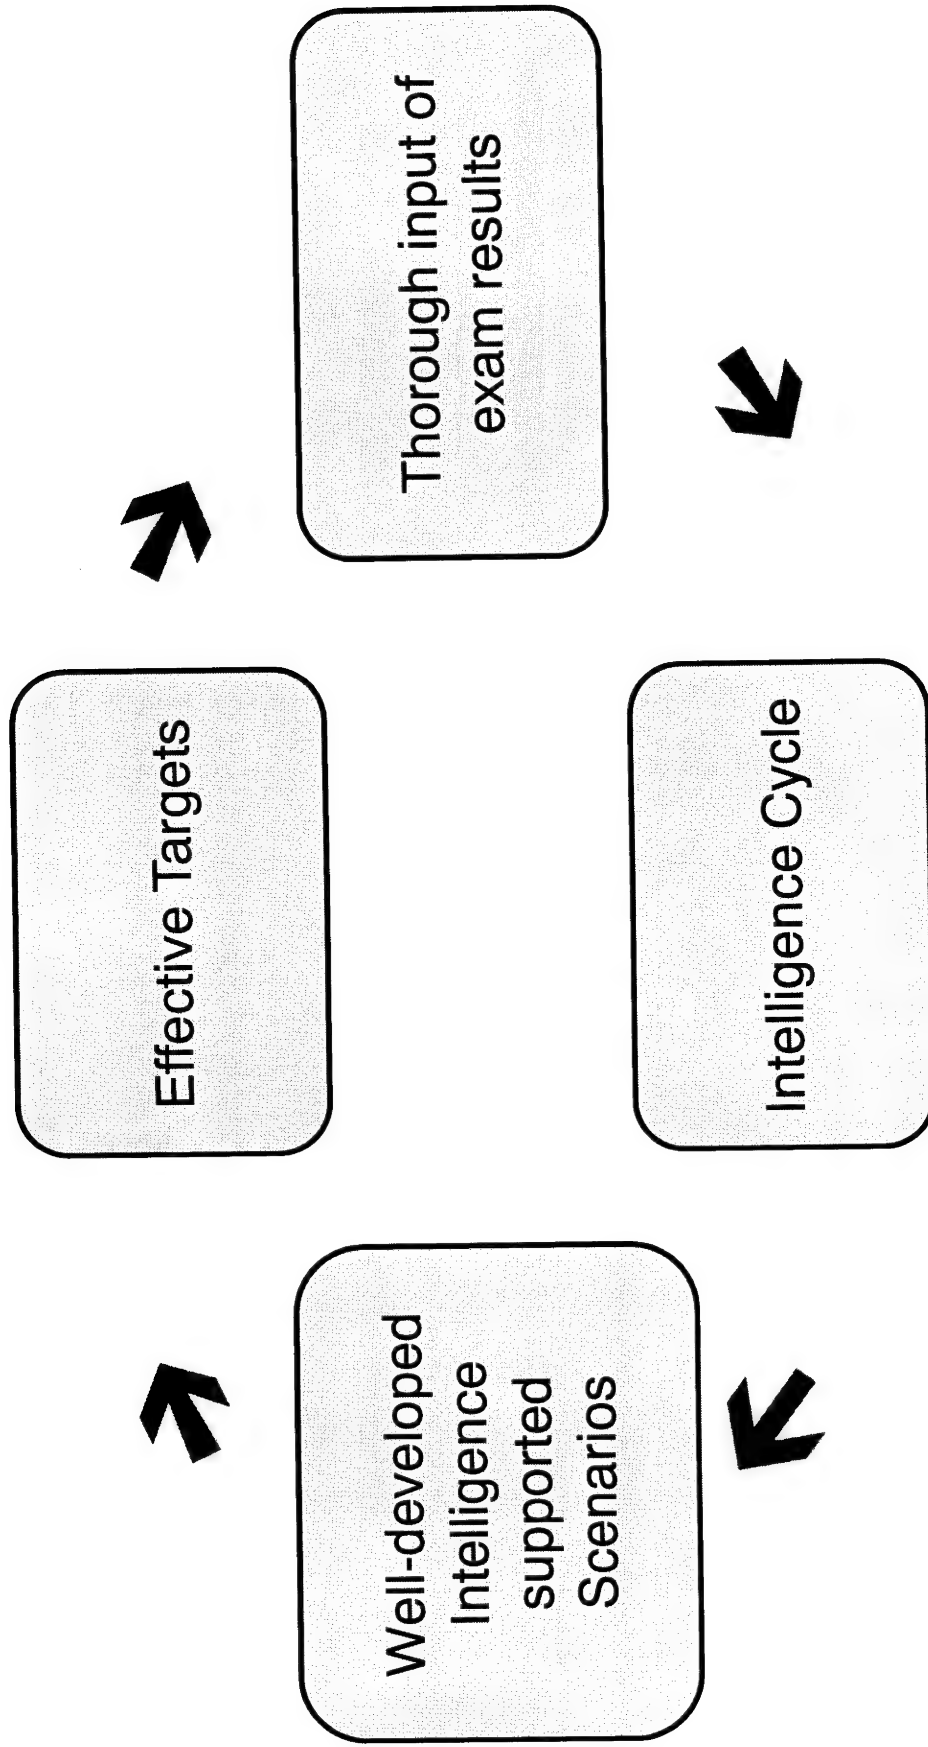 Effective Targets
Thorough input of
exam results
Intelligence Cycle
Well-developed
Intelligence
supported
Scenarios